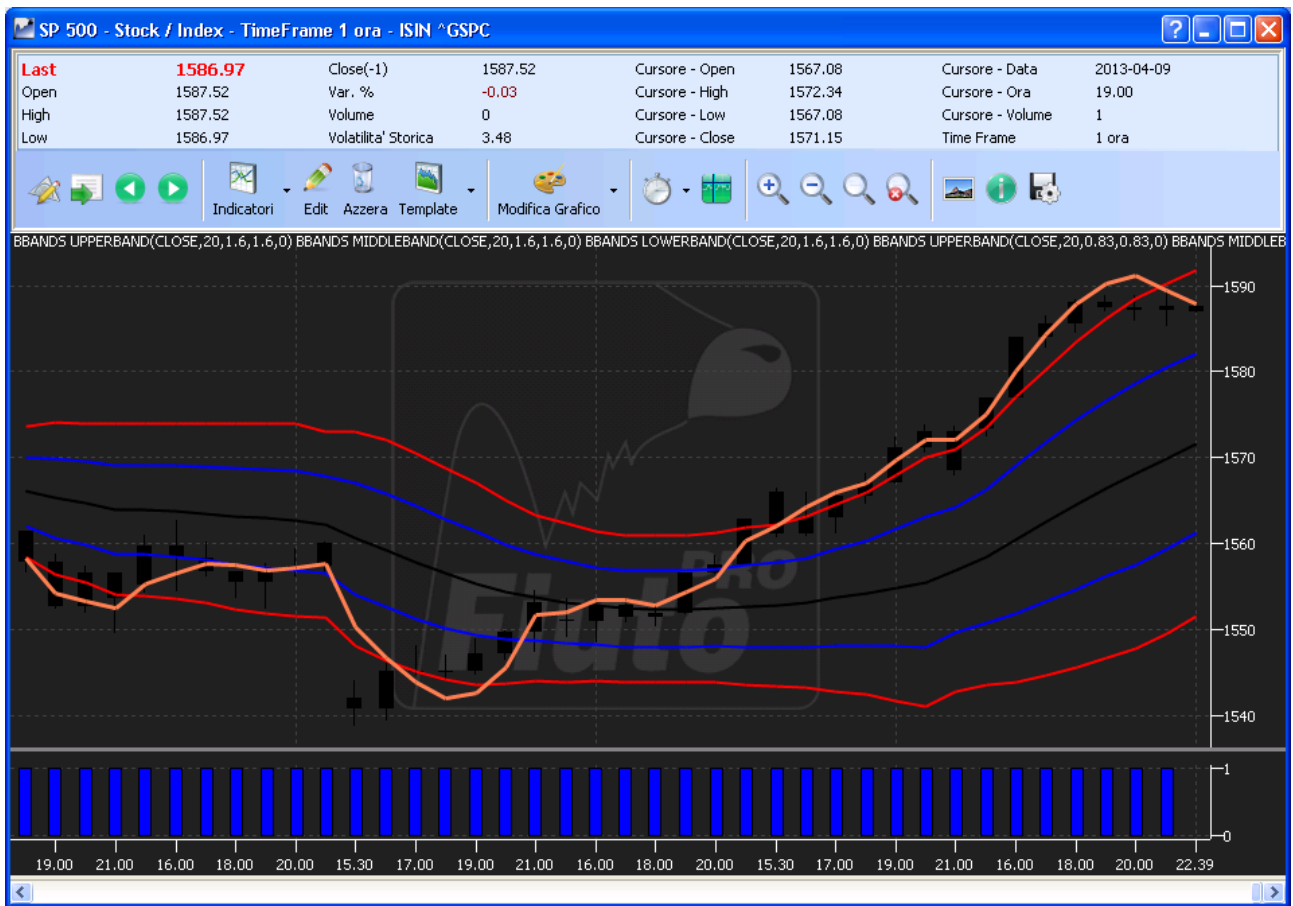 SP 500 - Stock / Index - TimeFrame 1 ora - ISIN ^GSPC
Last 1586.97 Close(-1) 1587.52 Cursore - Open 1567.08 Cursore - Data 2013-04-09
Open 1587.52 Var. % -0.03 Cursore - High 1572.34 Cursore - Ora 19.00
High 1587.52 Volume 0 Cursore - Low 1567.08 Cursore - Volume 1
Low 1586.97 Volatilita' Storica 3.48 Cursore - Close 1571.15 Time Frame 1 ora
Indicatori Edit Azzera Template Modifica Grafico
BBANDS UPPERBAND(CLOSE,20,1.6,1.6,0) BBANDS MIDDLEBAND(CLOSE,20,1.6,1.6,0) BBANDS LOWERBAND(CLOSE,20,1.6,1.6,0) BBANDS UPPERBAND(CLOSE,20,0.83,0.83,0) BBANDS MIDDLEB
1590
1580
1570
1560
PRO
Fiuto
1550
1540
1
0
19.00 21.00 16.00 18.00 20.00 15.30 17.00 19.00 21.00 16.00 18.00 20.00 15.30 17.00 19.00 21.00 16.00 18.00 20.00 22.39